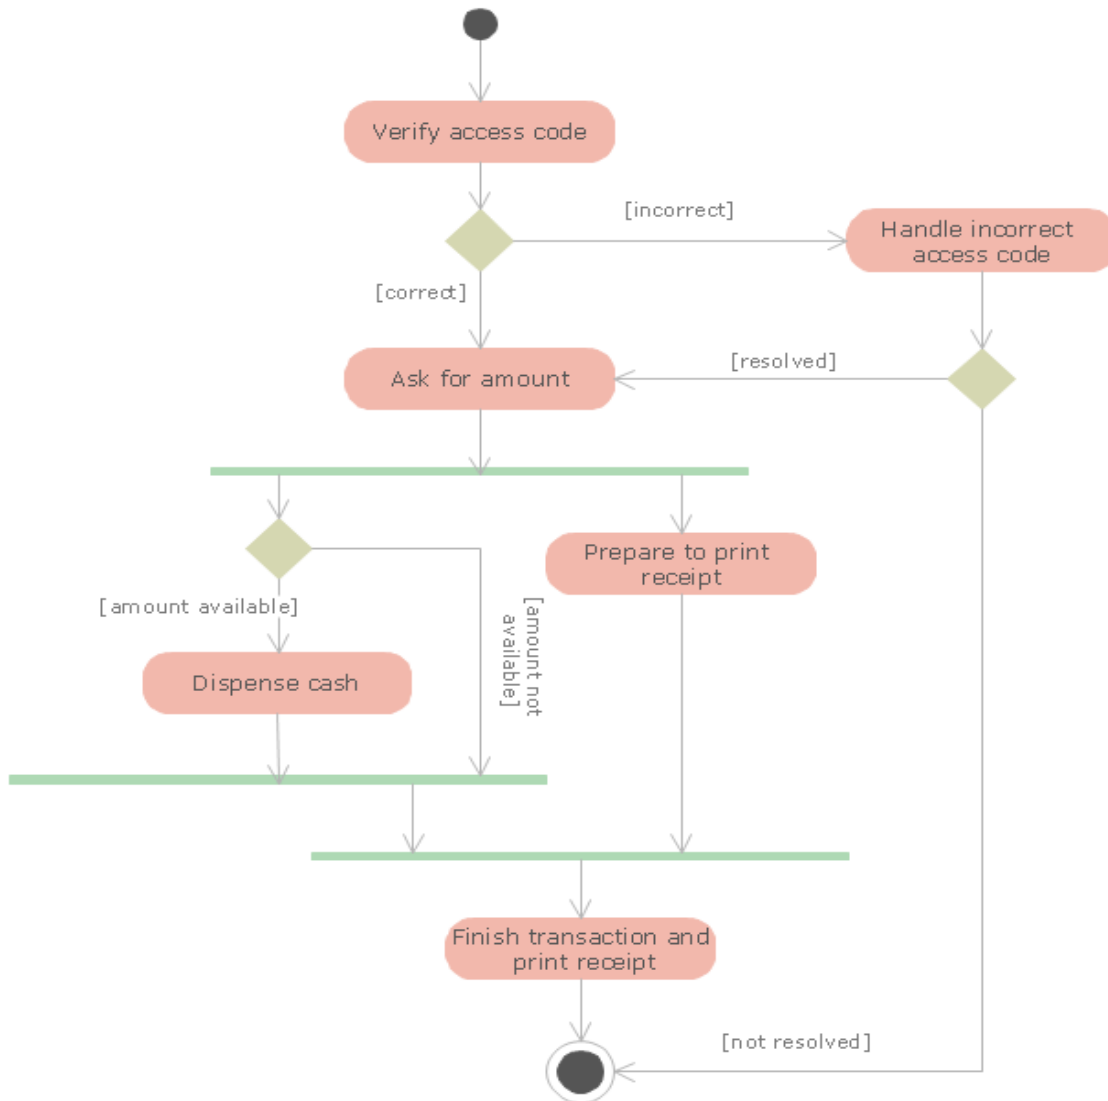 Verify access code
[incorrect]
Handle incorrect
access code
[correct]
[resolved]
Ask for amount
Prepare to print
receipt
[amount available]
[amount not
available]
Dispense cash
Finish transaction and
print receipt
[not resolved]